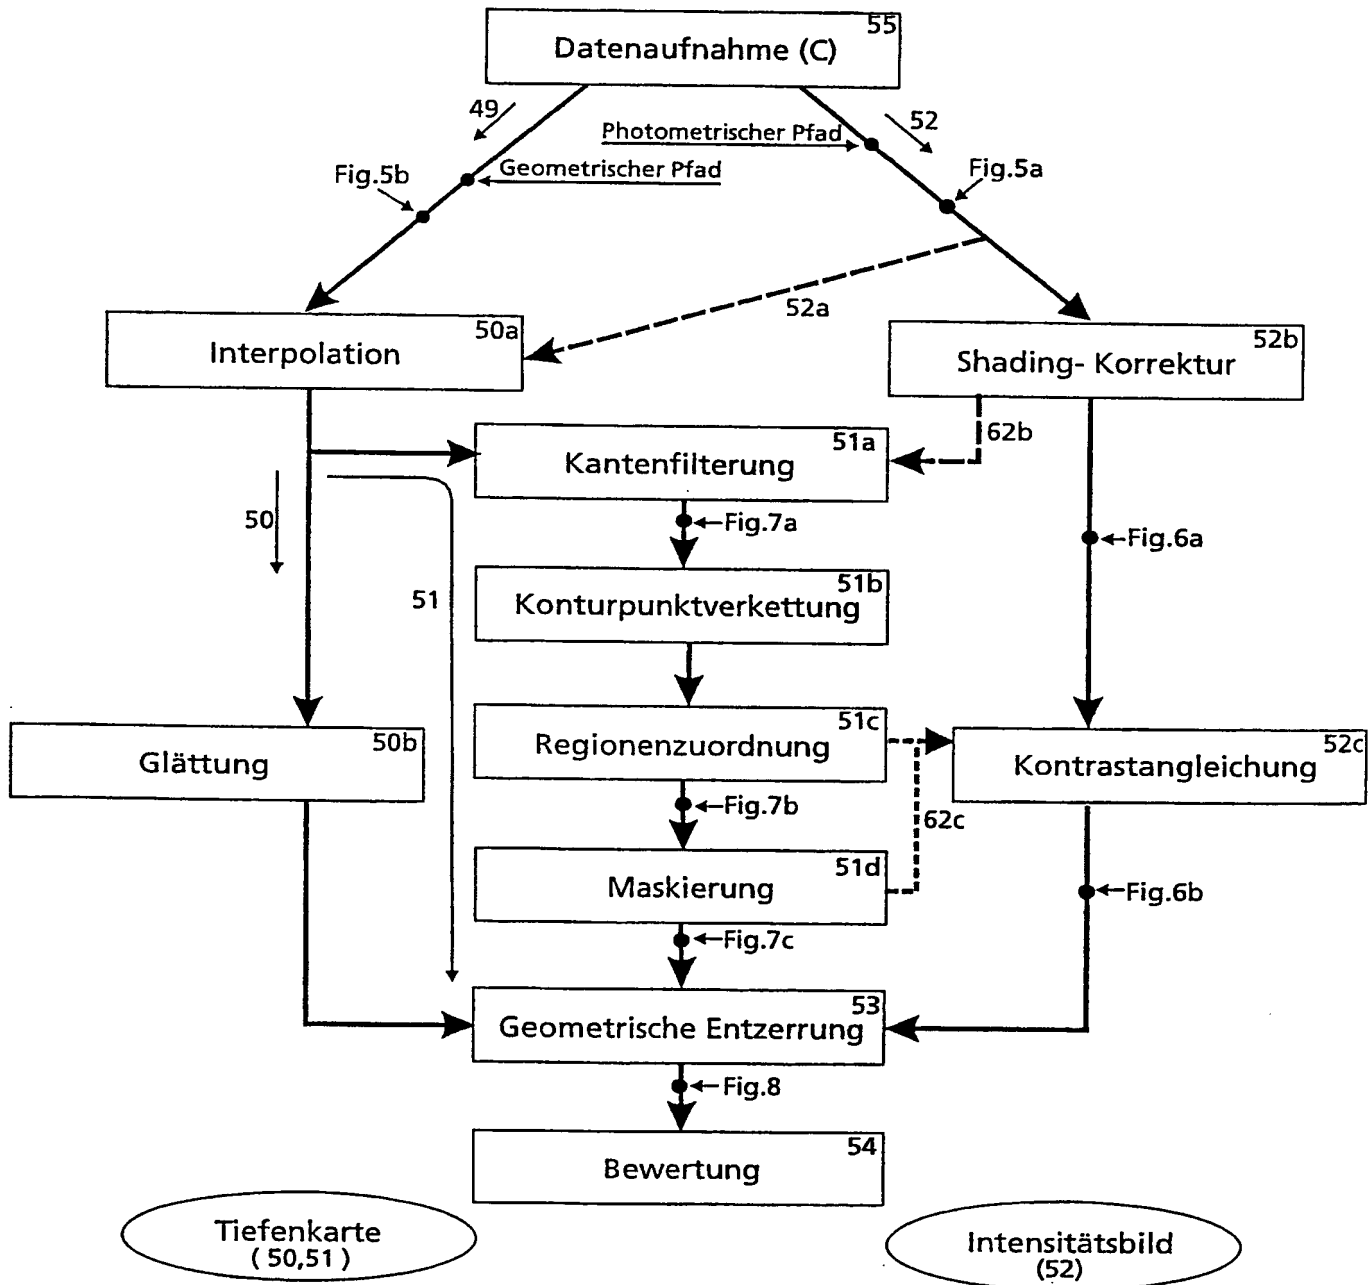 55
Datenaufnahme (C)
49
52
Photometrischer Pfad
Geometrischer Pfad
Fig.5b
Fig.5a
52a
50a
Interpolation
52b
Shading- Korrektur
62b
51a
Kantenfilterung
50
Fig.7a
Fig.6a
51
51b
Konturpunktverkettung
50b
Glättung
51c
Regionenzuordnung
52c
Kontrastangleichung
Fig.7b
62c
51d
Maskierung
Fig.6b
Fig.7c
53
Geometrische Entzerrung
Fig.8
54
Bewertung
Tiefenkarte
( 50,51 )
Intensitätsbild
(52)